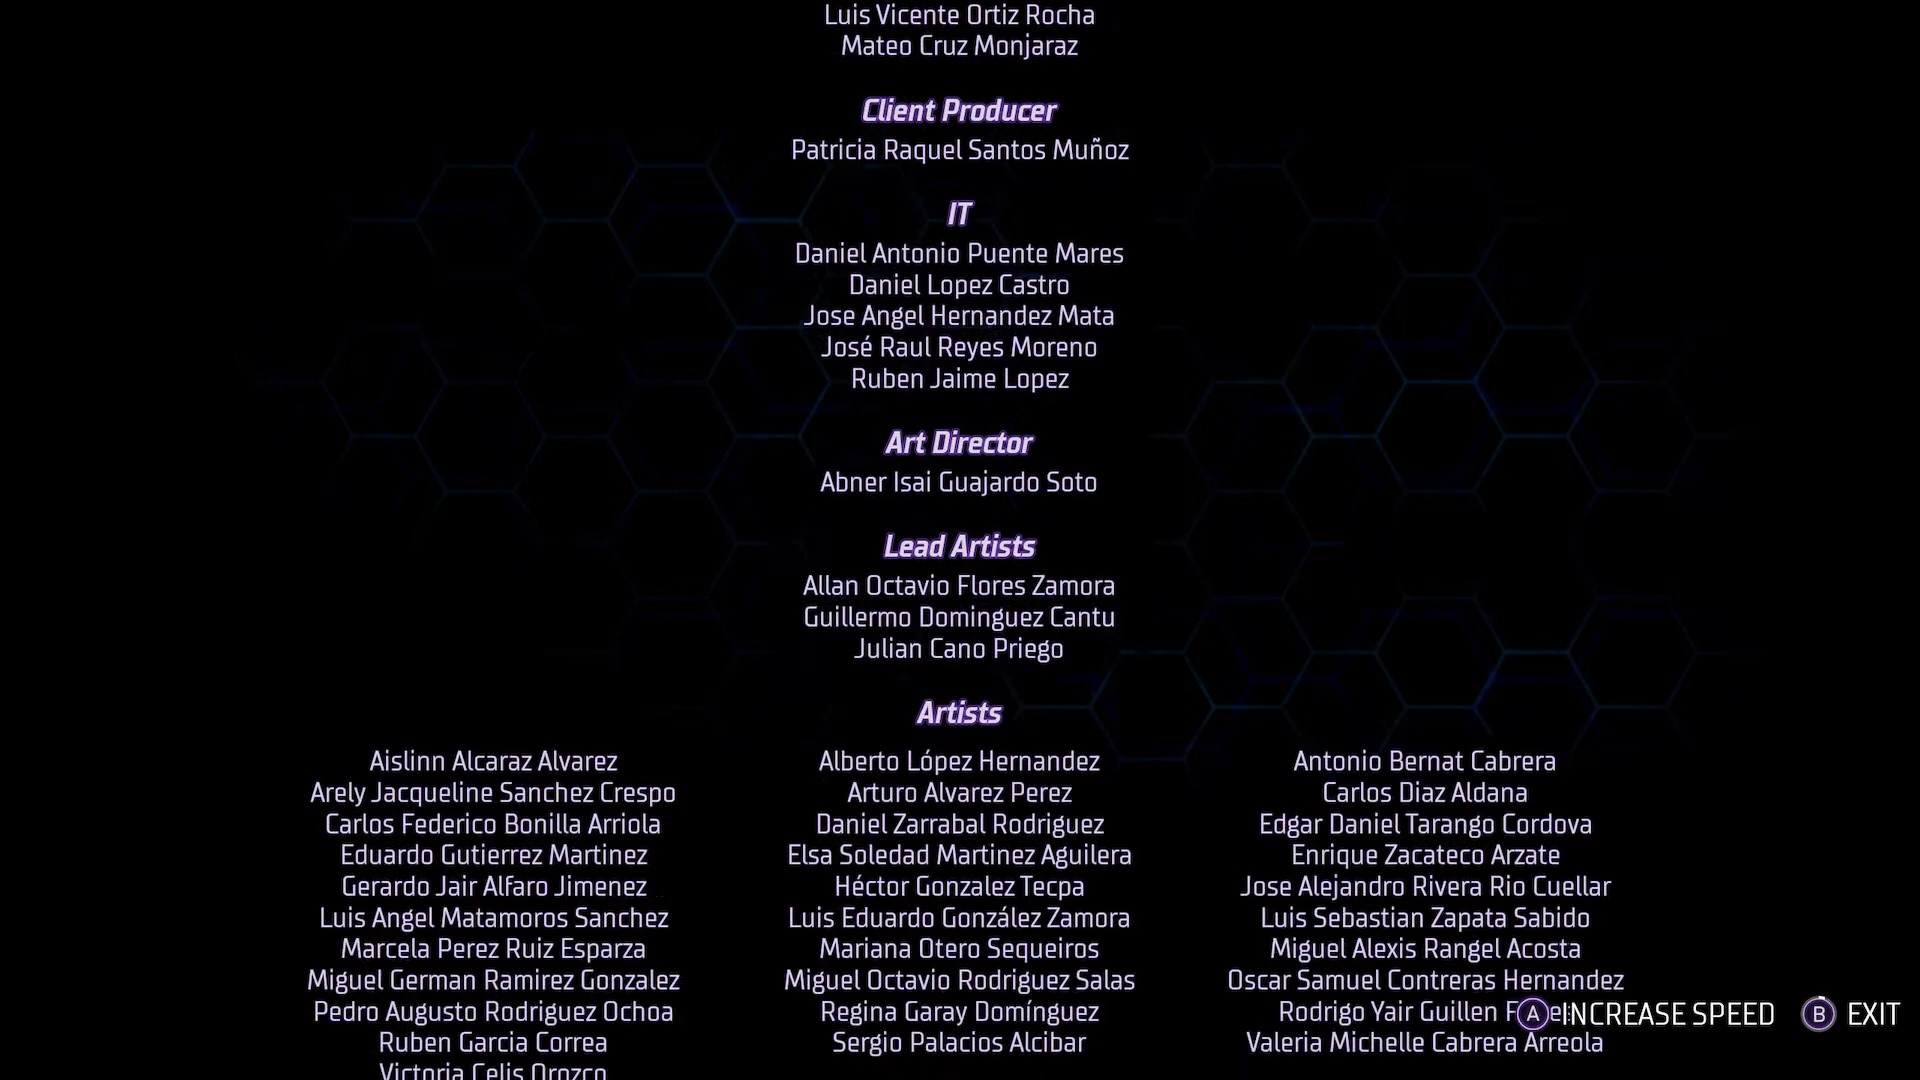 Luis Vicente Ortiz Rocha
Mateo Cruz Monjaraz
Client Producer
Patricia Raquel Santos Muñoz
IT
Daniel Antonio Puente Mares
Daniel Lopez Castro
Jose Angel Hernandez Mata
José Raul Reyes Moreno
Ruben Jaime Lopez
Art Director
Abner Isai Guajardo Soto
Lead Artists
Allan Octavio Flores Zamora
Guillermo Dominguez Cantu
Julian Cano Priego
Artists
Aislinn Alcaraz Alvarez
Arely Jacqueline Sanchez Crespo
Carlos Federico Bonilla Arriola
Eduardo Gutierrez Martinez
Gerardo Jair Alfaro Jimenez
Luis Angel Matamoros Sanchez
Marcela Perez Ruiz Esparza
Miguel German Ramirez Gonzalez
Pedro Augusto Rodriguez Ochoa
Ruben Garcia Correa
Victoria Celis Orozco
Alberto López Hernandez
Arturo Alvarez Perez
Daniel Zarrabal Rodriguez
Elsa Soledad Martinez Aguilera
Héctor Gonzalez Tecpa
Luis Eduardo González Zamora
Mariana Otero Sequeiros
Miguel Octavio Rodriguez Salas
Regina Garay Domínguez
Sergio Palacios Alcibar
Antonio Bernat Cabrera
Carlos Diaz Aldana
Edgar Daniel Tarango Cordova
Enrique Zacateco Arzate
Jose Alejandro Rivera Rio Cuellar
Luis Sebastian Zapata Sabido
Miguel Alexis Rangel Acosta
Oscar Samuel Contreras Hernandez
Rodrigo Yair Guillen
Valeria Michelle Cabrera Arreola
A INCREASE SPEED B EXIT